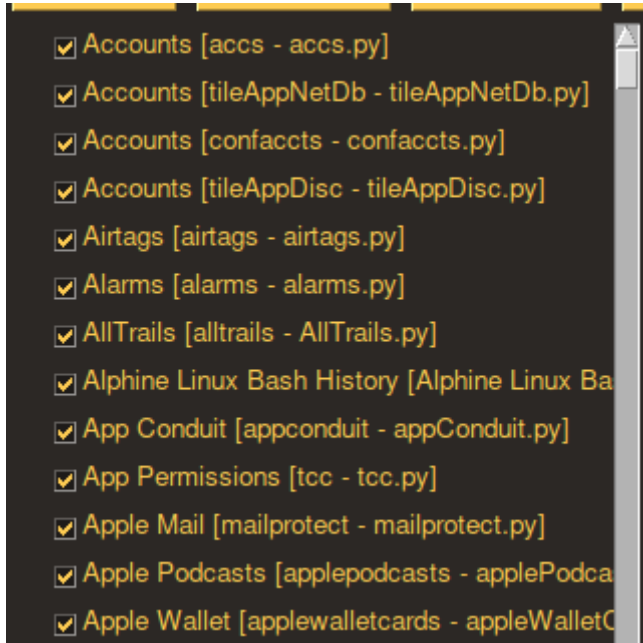 Accounts [accs - accs.py]
Accounts [tileAppNetDb - tileAppNetDb.py]
Accounts [confaccts - confaccts.py]
Accounts [tileAppDisc - tileAppDisc.py]
Airtags [airtags - airtags.py]
Alarms [alarms - alarms.py]
AllTrails [alltrails - AllTrails.py]
Alphine Linux Bash History [Alphine Linux Ba
App Conduit [appconduit - appConduit.py]
App Permissions [tcc - tcc.py]
Apple Mail [mailprotect - mailprotect.py]
Apple Podcasts [applepodcasts - applePodca
Apple Wallet [applewalletcards - appleWalletC